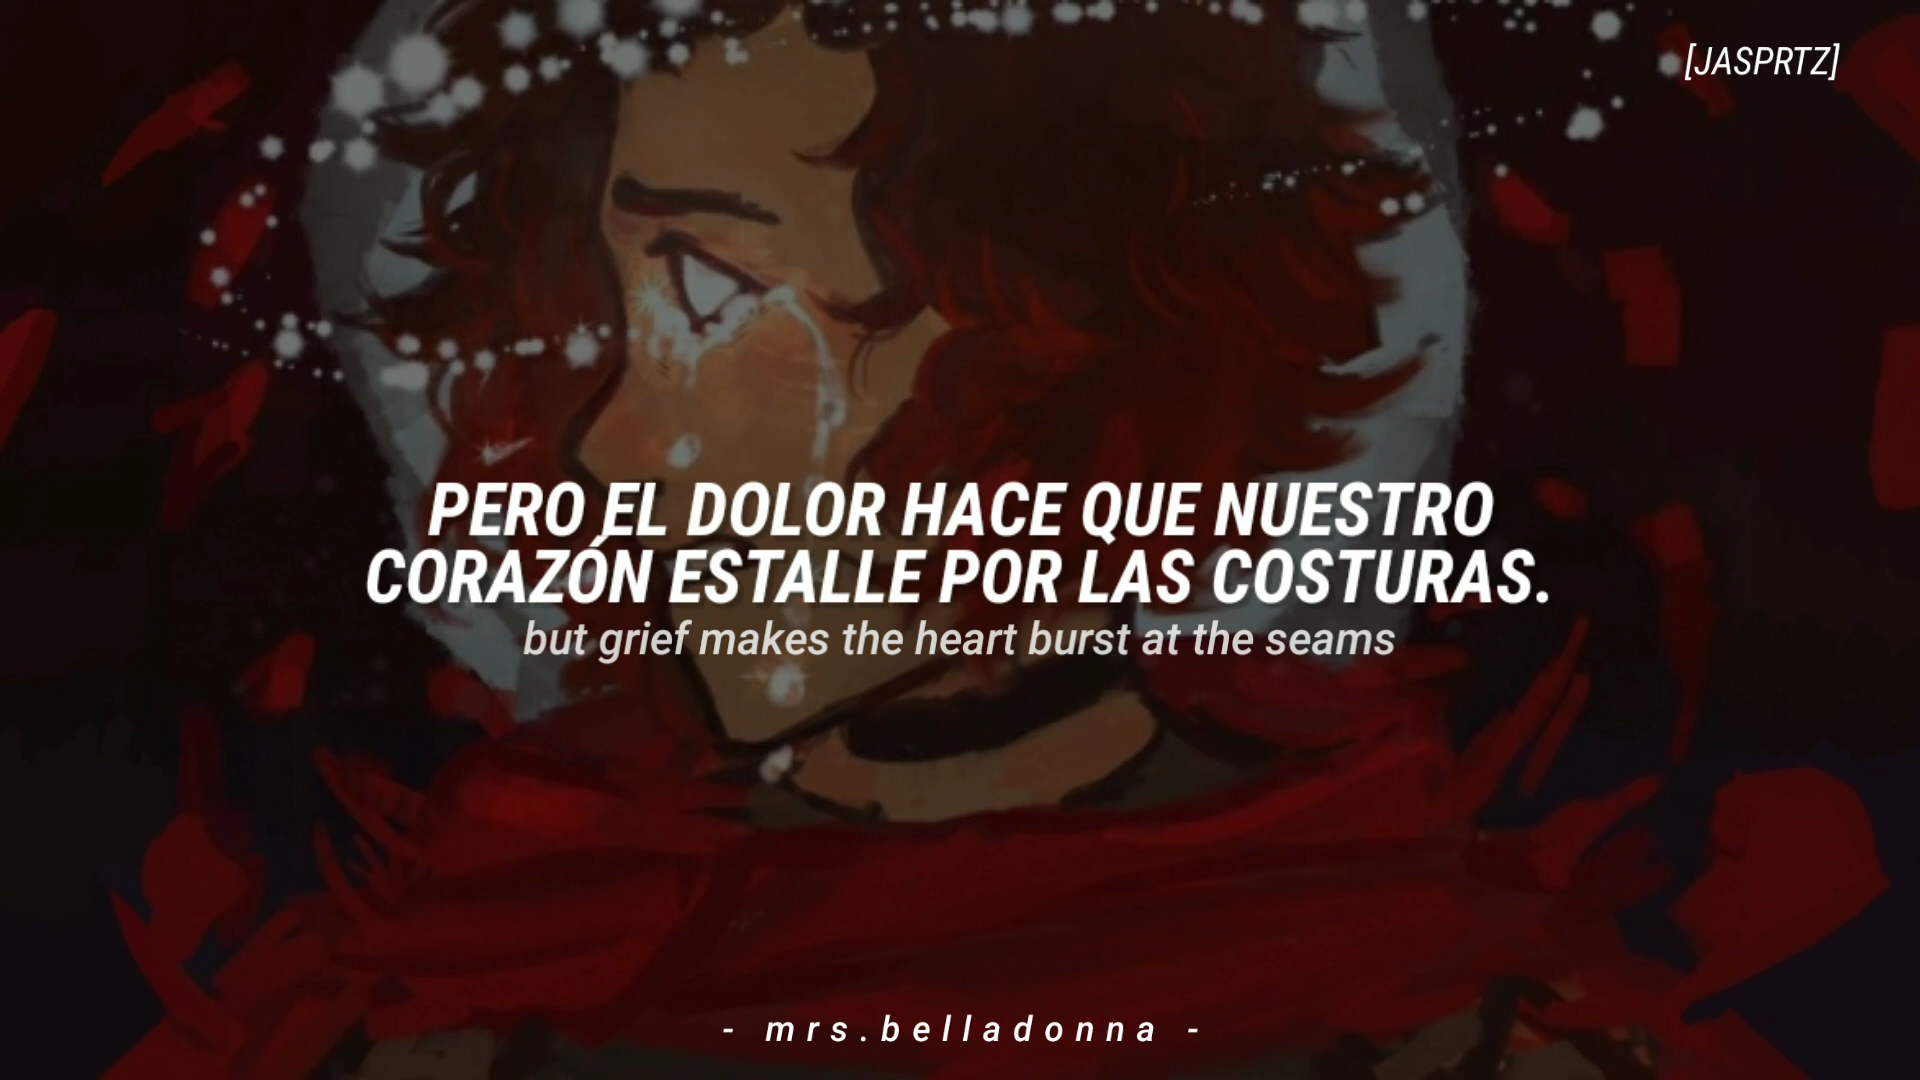 [JASPRTZ]
PERO EL DOLOR HACE QUE NUESTRO
CORAZÓN ESTALLE POR LAS COSTURAS.
but grief makes the heart burst at the seams
- mrs.belladonna -